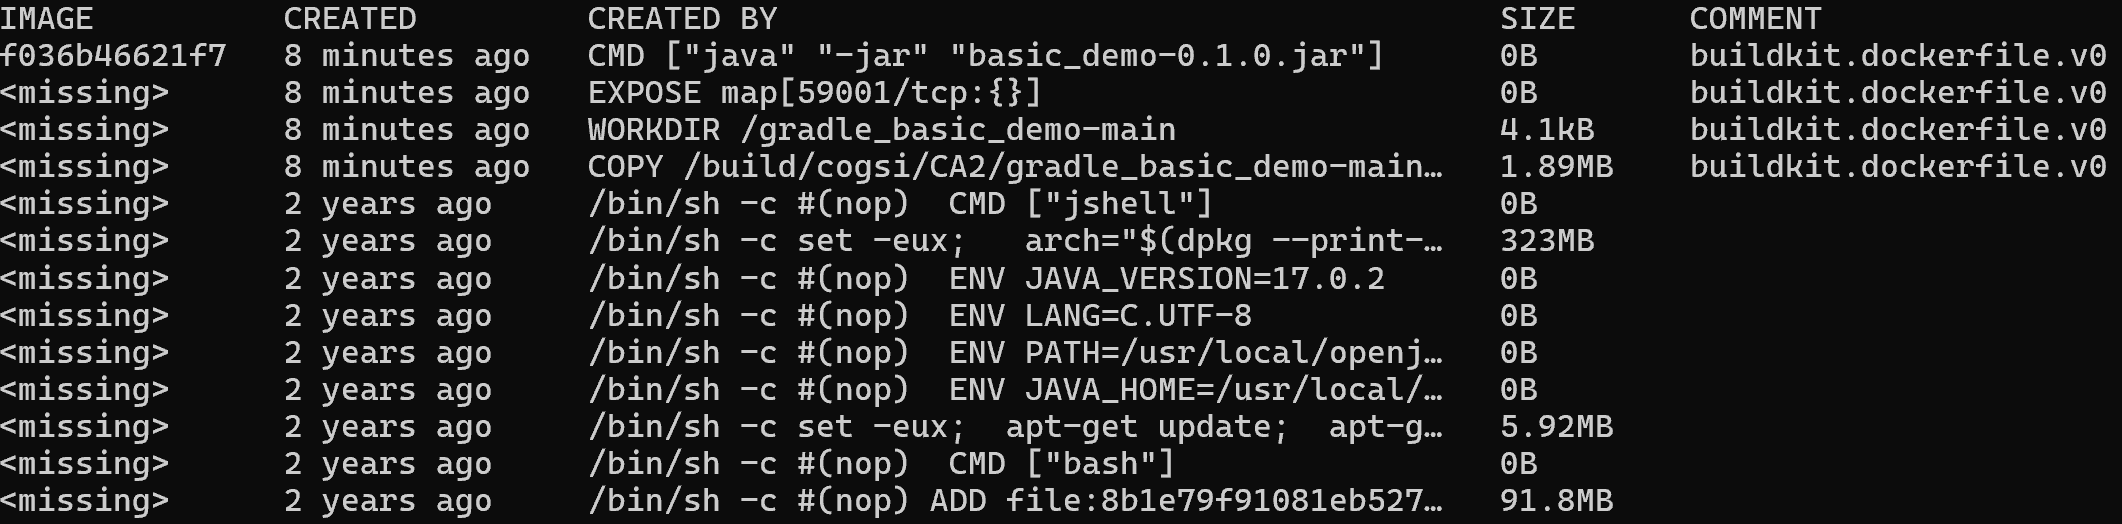 IMAGE CREATED CREATED BY SIZE COMMENT
f036b46621f7 8 minutes ago CMD ["java" "-jar" "basic_demo-0.1.0.jar"] 0B buildkit.dockerfile.v0
<missing> 8 minutes ago EXPOSE map[59001/tcp:{}] 0B buildkit.dockerfile.v0
<missing> 8 minutes ago WORKDIR /gradle_basic_demo-main 4.1kB buildkit.dockerfile.v0
<missing> 8 minutes ago COPY /build/cogsi/CA2/gradle_basic_demo-main… 1.89MB buildkit.dockerfile.v0
<missing> 2 years ago /bin/sh -c #(nop)  CMD ["jshell"] 0B
<missing> 2 years ago /bin/sh -c set -eux;   arch="$(dpkg --print-… 323MB
<missing> 2 years ago /bin/sh -c #(nop)  ENV JAVA_VERSION=17.0.2 0B
<missing> 2 years ago /bin/sh -c #(nop)  ENV LANG=C.UTF-8 0B
<missing> 2 years ago /bin/sh -c #(nop)  ENV PATH=/usr/local/openj… 0B
<missing> 2 years ago /bin/sh -c #(nop)  ENV JAVA_HOME=/usr/local/… 0B
<missing> 2 years ago /bin/sh -c set -eux;  apt-get update;  apt-g… 5.92MB
<missing> 2 years ago /bin/sh -c #(nop)  CMD ["bash"] 0B
<missing> 2 years ago /bin/sh -c #(nop) ADD file:8b1e79f91081eb527… 91.8MB